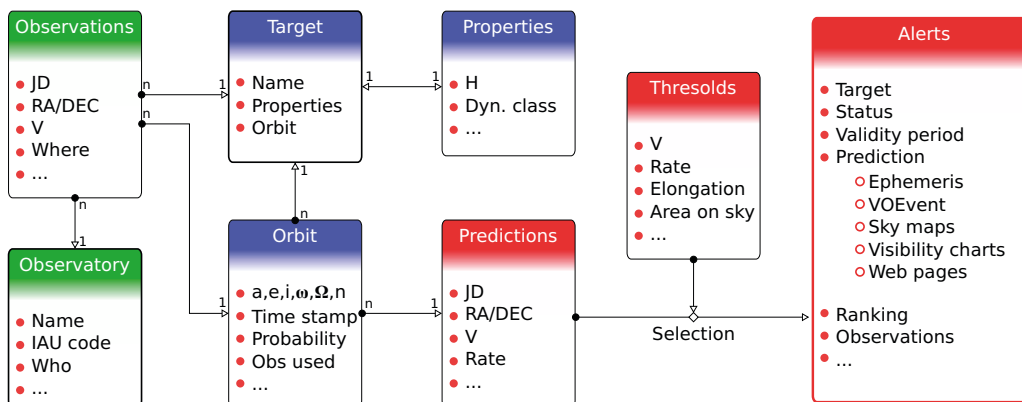 Observations
JD
RA/DEC
V
Where
...
n
n
n
1
Observatory
Name
IAU code
Who
...
1
1
Target
Name
Properties
Orbit
1
n
Orbit
a,e,i,ω,Ω,n
Time stamp
Probability
Obs used
...
1
1
Properties
H
Dyn. class
...
n
1
Predictions
JD
RA/DEC
V
Rate
...
Thresolds
V
Rate
Elongation
Area on sky
...
Selection
Alerts
Target
Status
Validity period
Prediction
Ephemeris
VOEvent
Sky maps
Visibility charts
Web pages
Ranking
Observations
...